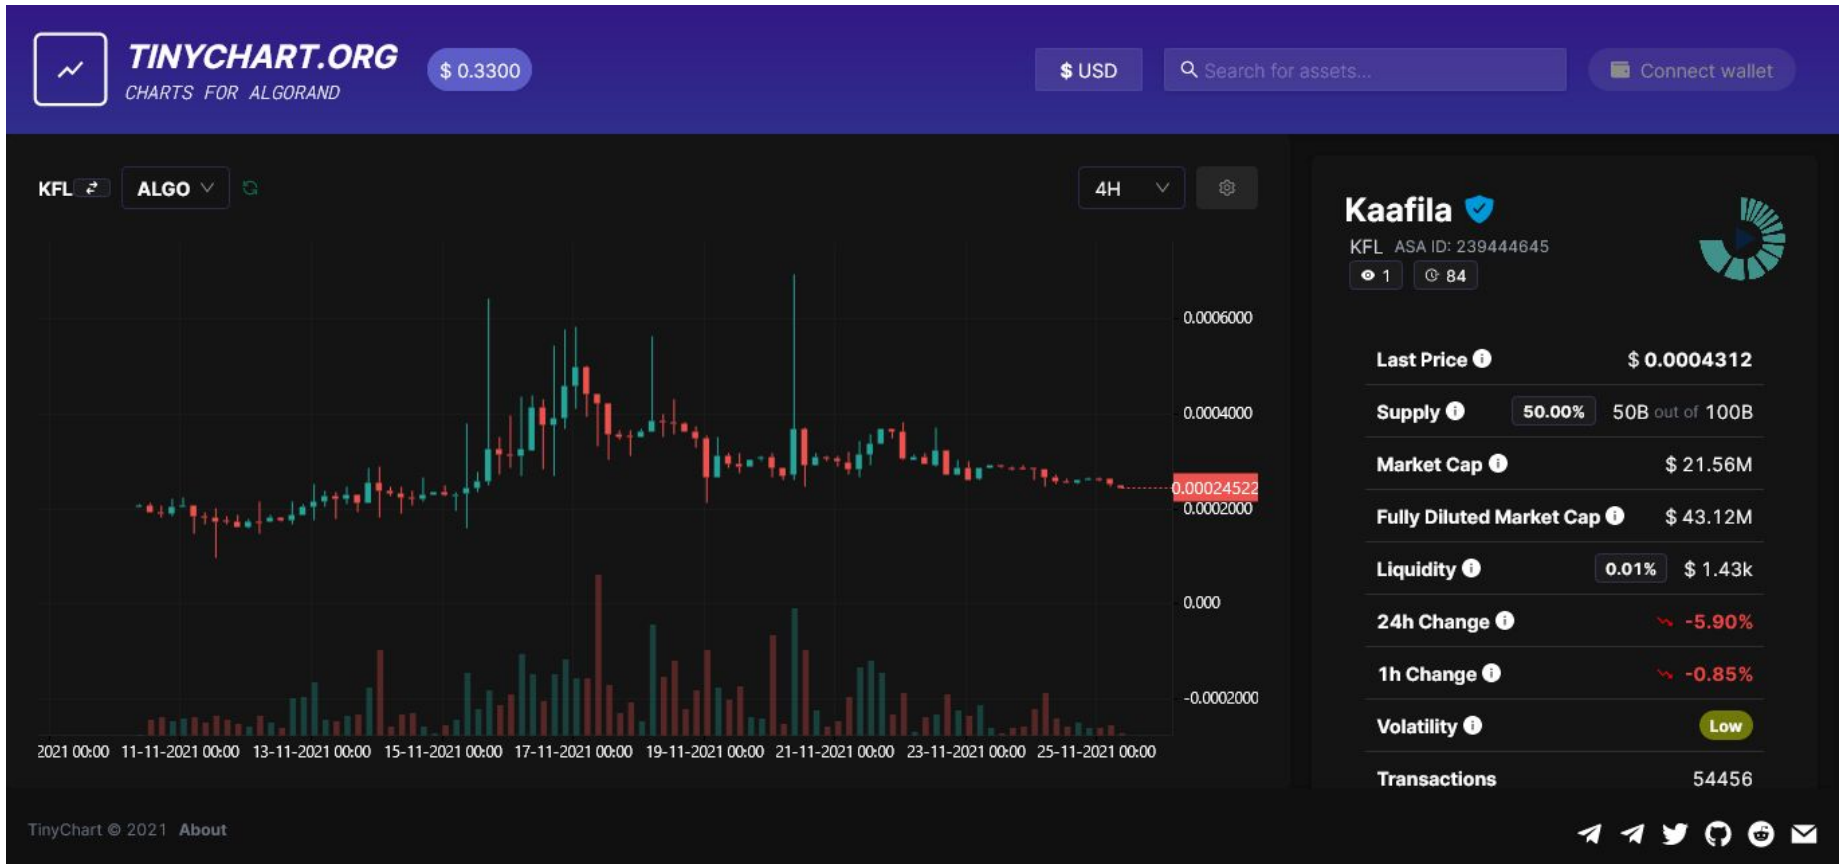 TINYCHART.ORG
CHARTS FOR ALGORAND
$ 0.3300
$ USD
Search for assets...
Connect wallet
KFL
ALGO
4H
0.0006000
0.0004000
0.00024522
0.0002000
0.000
-0.0002000
2021 00:00 11-11-2021 00:00 13-11-2021 00:00 15-11-2021 00:00 17-11-2021 00:00 19-11-2021 00:00 21-11-2021 00:00 23-11-2021 00:00 25-11-2021 00:00
Kaafila
KFL ASA ID: 239444645
1 84
Last Price $ 0.0004312
Supply 50.00% 50B out of 100B
Market Cap $ 21.56M
Fully Diluted Market Cap $ 43.12M
Liquidity 0.01% $ 1.43k
24h Change -5.90%
1h Change -0.85%
Volatility Low
Transactions 54456
TinyChart © 2021 About